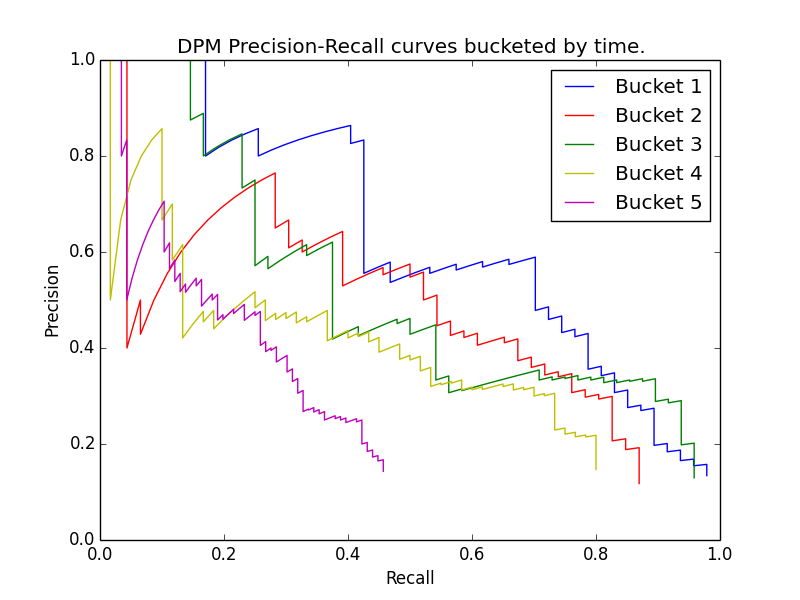 DPM Precision-Recall curves bucketed by time.
1.0
0.8
0.6
0.4
0.2
0.0
Precision
Bucket 1
Bucket 2
Bucket 3
Bucket 4
Bucket 5
0.0 0.2 0.4 0.6 0.8 1.0
Recall